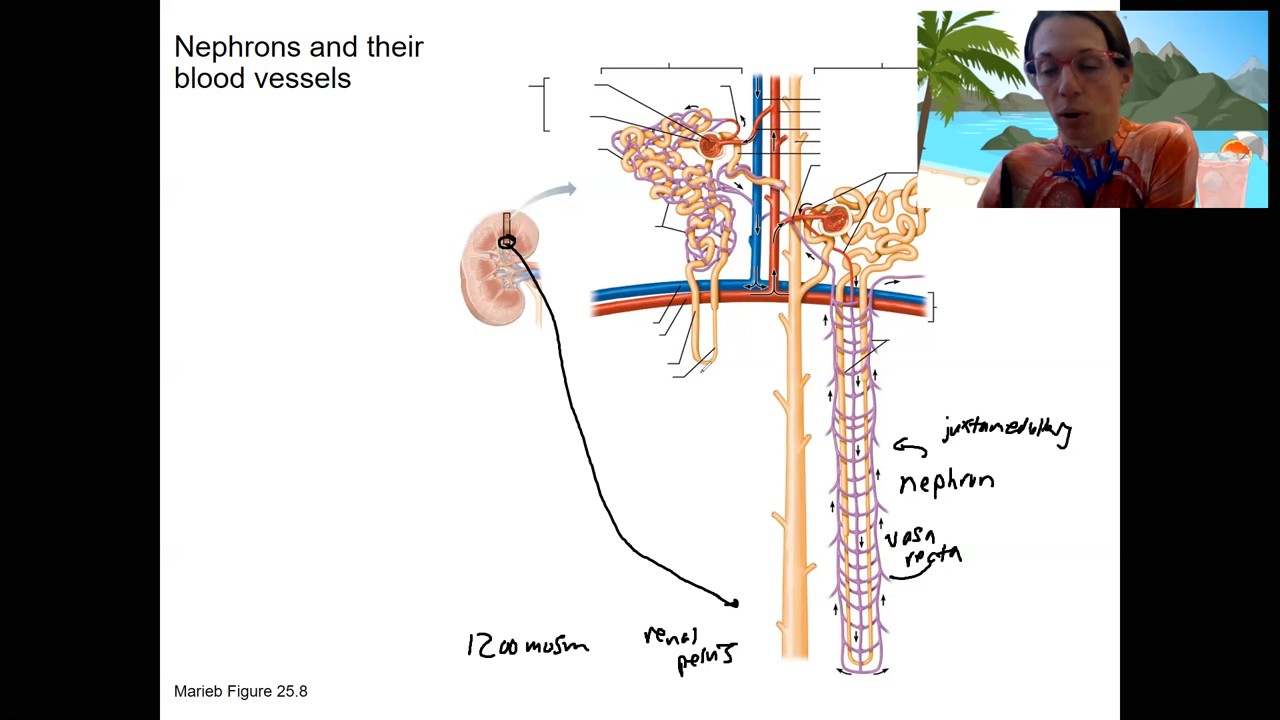 Nephrons and their
blood vessels
juxtamedullary
nephron
vasa
recta
1200 mosm
renal
pelvis
Marieb Figure 25.8